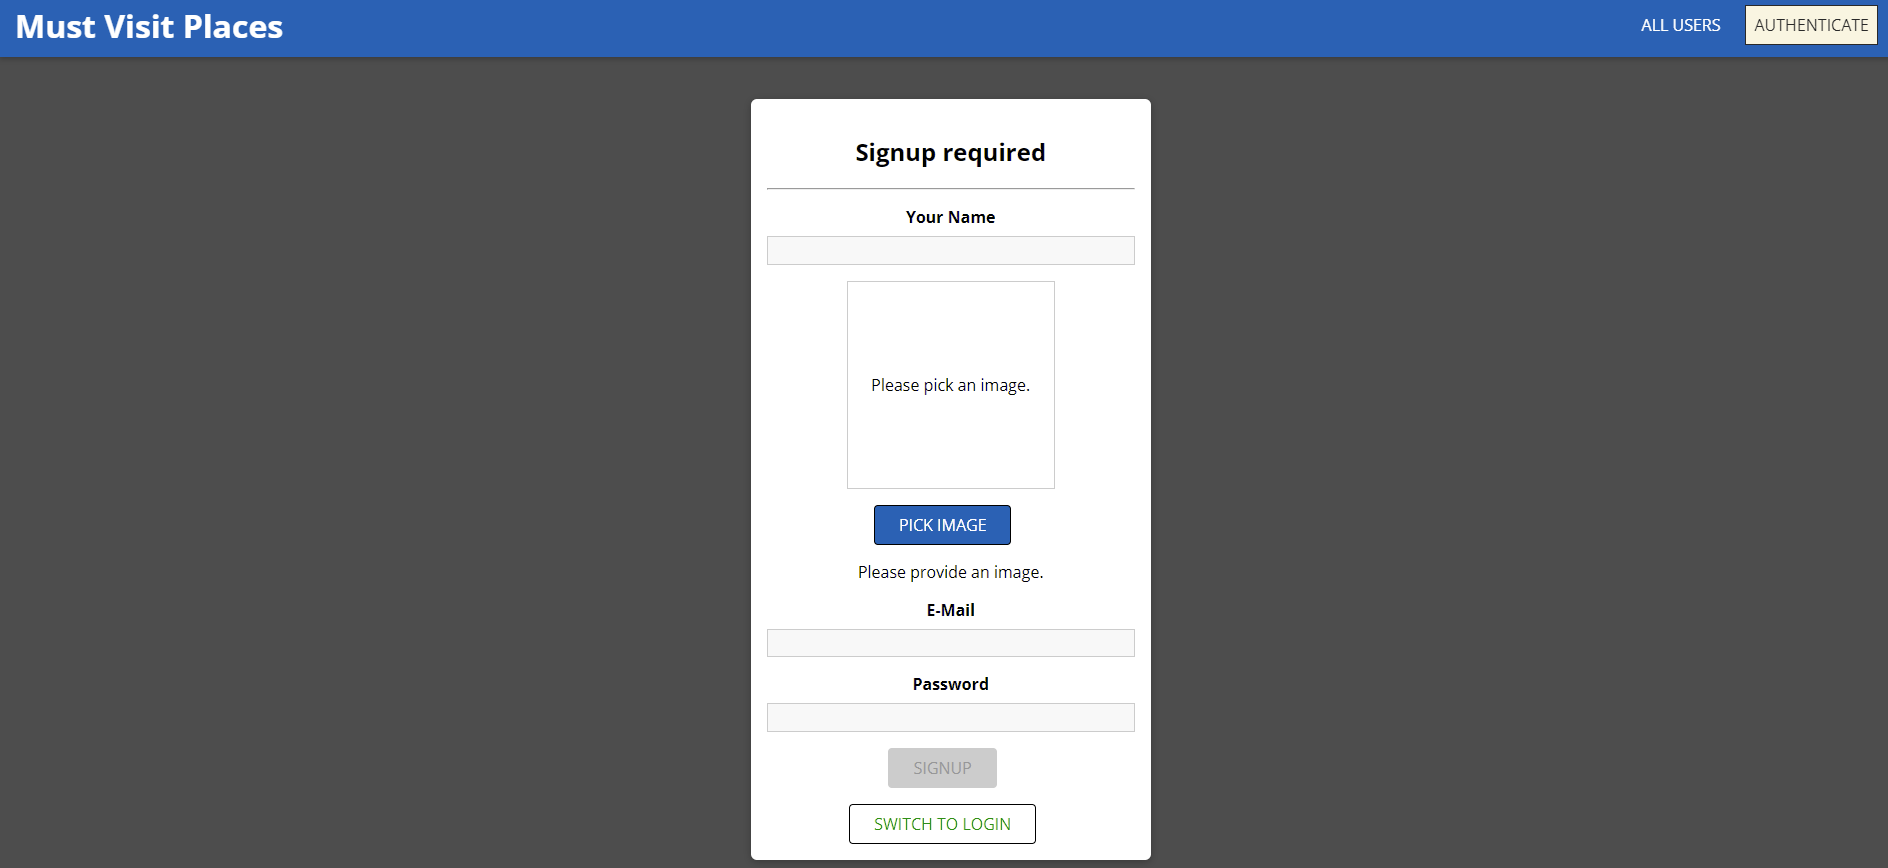 Must Visit Places
ALL USERS
AUTHENTICATE
Signup required
Your Name
Please pick an image.
PICK IMAGE
Please provide an image.
E-Mail
Password
SIGNUP
SWITCH TO LOGIN